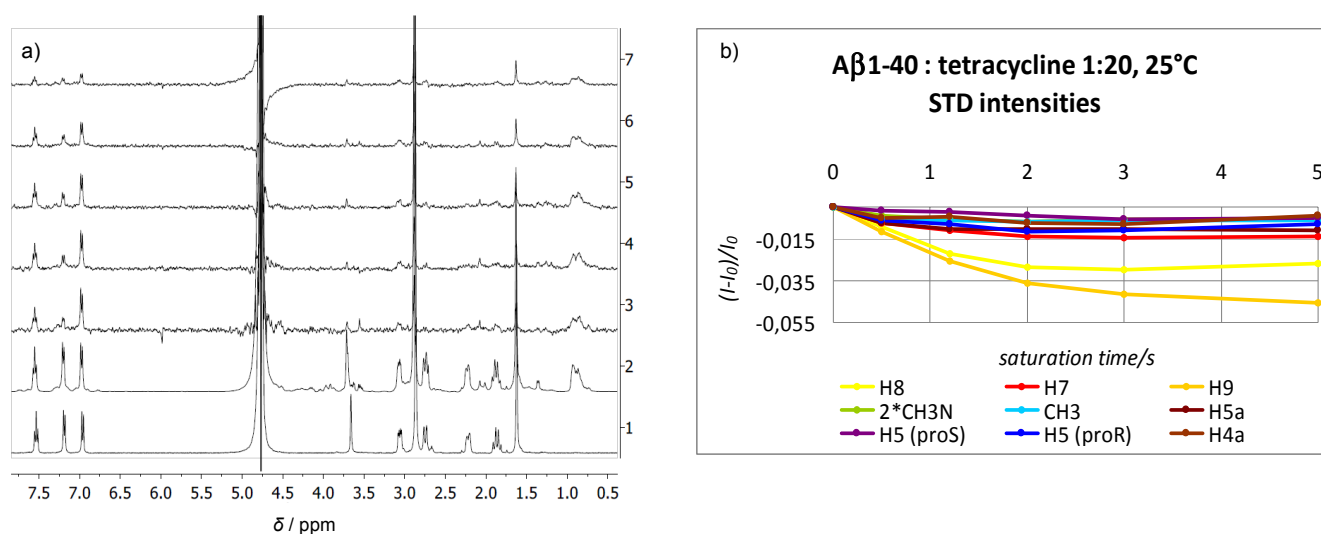 a)
7
6
5
4
3
2
1
7.5 7.0 6.5 6.0 5.5 5.0 4.5 4.0 3.5 3.0 2.5 2.0 1.5 1.0 0.5
δ / ppm
b)
Aβ1-40 : tetracycline 1:20, 25°C
STD intensities
0 1 2 3 4 5
-0,015
-0,035
-0,055
(I-I₀)/I₀
saturation time/s
H8 H7 H9
2*CH3N CH3 H5a
H5 (proS) H5 (proR) H4a